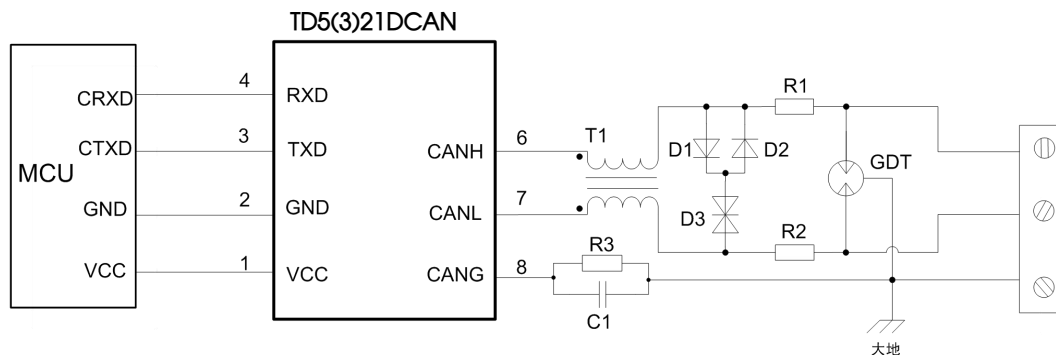 TD5(3)21DCAN
MCU
CRXD
CTXD
GND
VCC
4
3
2
1
RXD
TXD
GND
VCC
CANH
CANL
CANG
6
7
8
T1
D1
D2
D3
R1
R2
GDT
R3
C1
大地